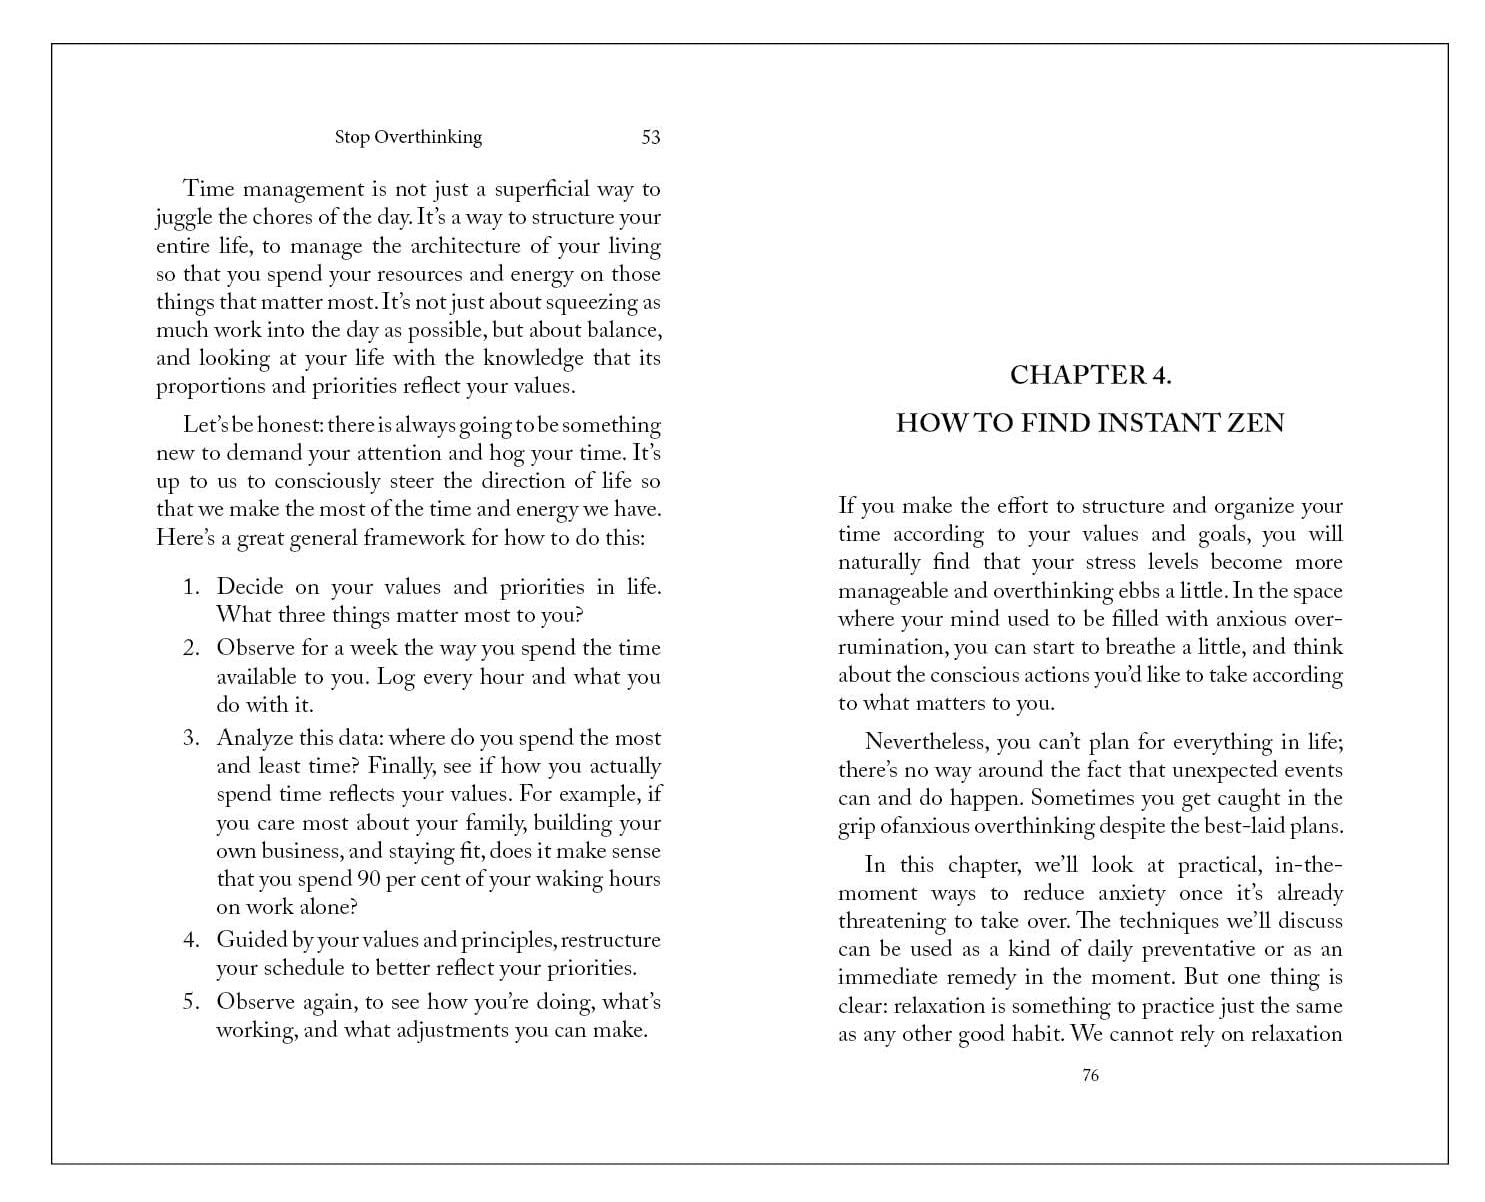 Stop Overthinking 53
Time management is not just a superficial way to
juggle the chores of the day. It’s a way to structure your
entire life, to manage the architecture of your living
so that you spend your resources and energy on those
things that matter most. It’s not just about squeezing as
much work into the day as possible, but about balance,
and looking at your life with the knowledge that its
proportions and priorities reflect your values.
Let’s be honest: there is always going to be something
new to demand your attention and hog your time. It’s
up to us to consciously steer the direction of life so
that we make the most of the time and energy we have.
Here’s a great general framework for how to do this:
1. Decide on your values and priorities in life.
What three things matter most to you?
2. Observe for a week the way you spend the time
available to you. Log every hour and what you
do with it.
3. Analyze this data: where do you spend the most
and least time? Finally, see if how you actually
spend time reflects your values. For example, if
you care most about your family, building your
own business, and staying fit, does it make sense
that you spend 90 per cent of your waking hours
on work alone?
4. Guided by your values and principles, restructure
your schedule to better reflect your priorities.
5. Observe again, to see how you’re doing, what’s
working, and what adjustments you can make.
CHAPTER 4.
HOW TO FIND INSTANT ZEN
If you make the effort to structure and organize your
time according to your values and goals, you will
naturally find that your stress levels become more
manageable and overthinking ebbs a little. In the space
where your mind used to be filled with anxious over-
rumination, you can start to breathe a little, and think
about the conscious actions you’d like to take according
to what matters to you.
Nevertheless, you can’t plan for everything in life;
there’s no way around the fact that unexpected events
can and do happen. Sometimes you get caught in the
grip ofanxious overthinking despite the best-laid plans.
In this chapter, we’ll look at practical, in-the-
moment ways to reduce anxiety once it’s already
threatening to take over. The techniques we’ll discuss
can be used as a kind of daily preventative or as an
immediate remedy in the moment. But one thing is
clear: relaxation is something to practice just the same
as any other good habit. We cannot rely on relaxation
76